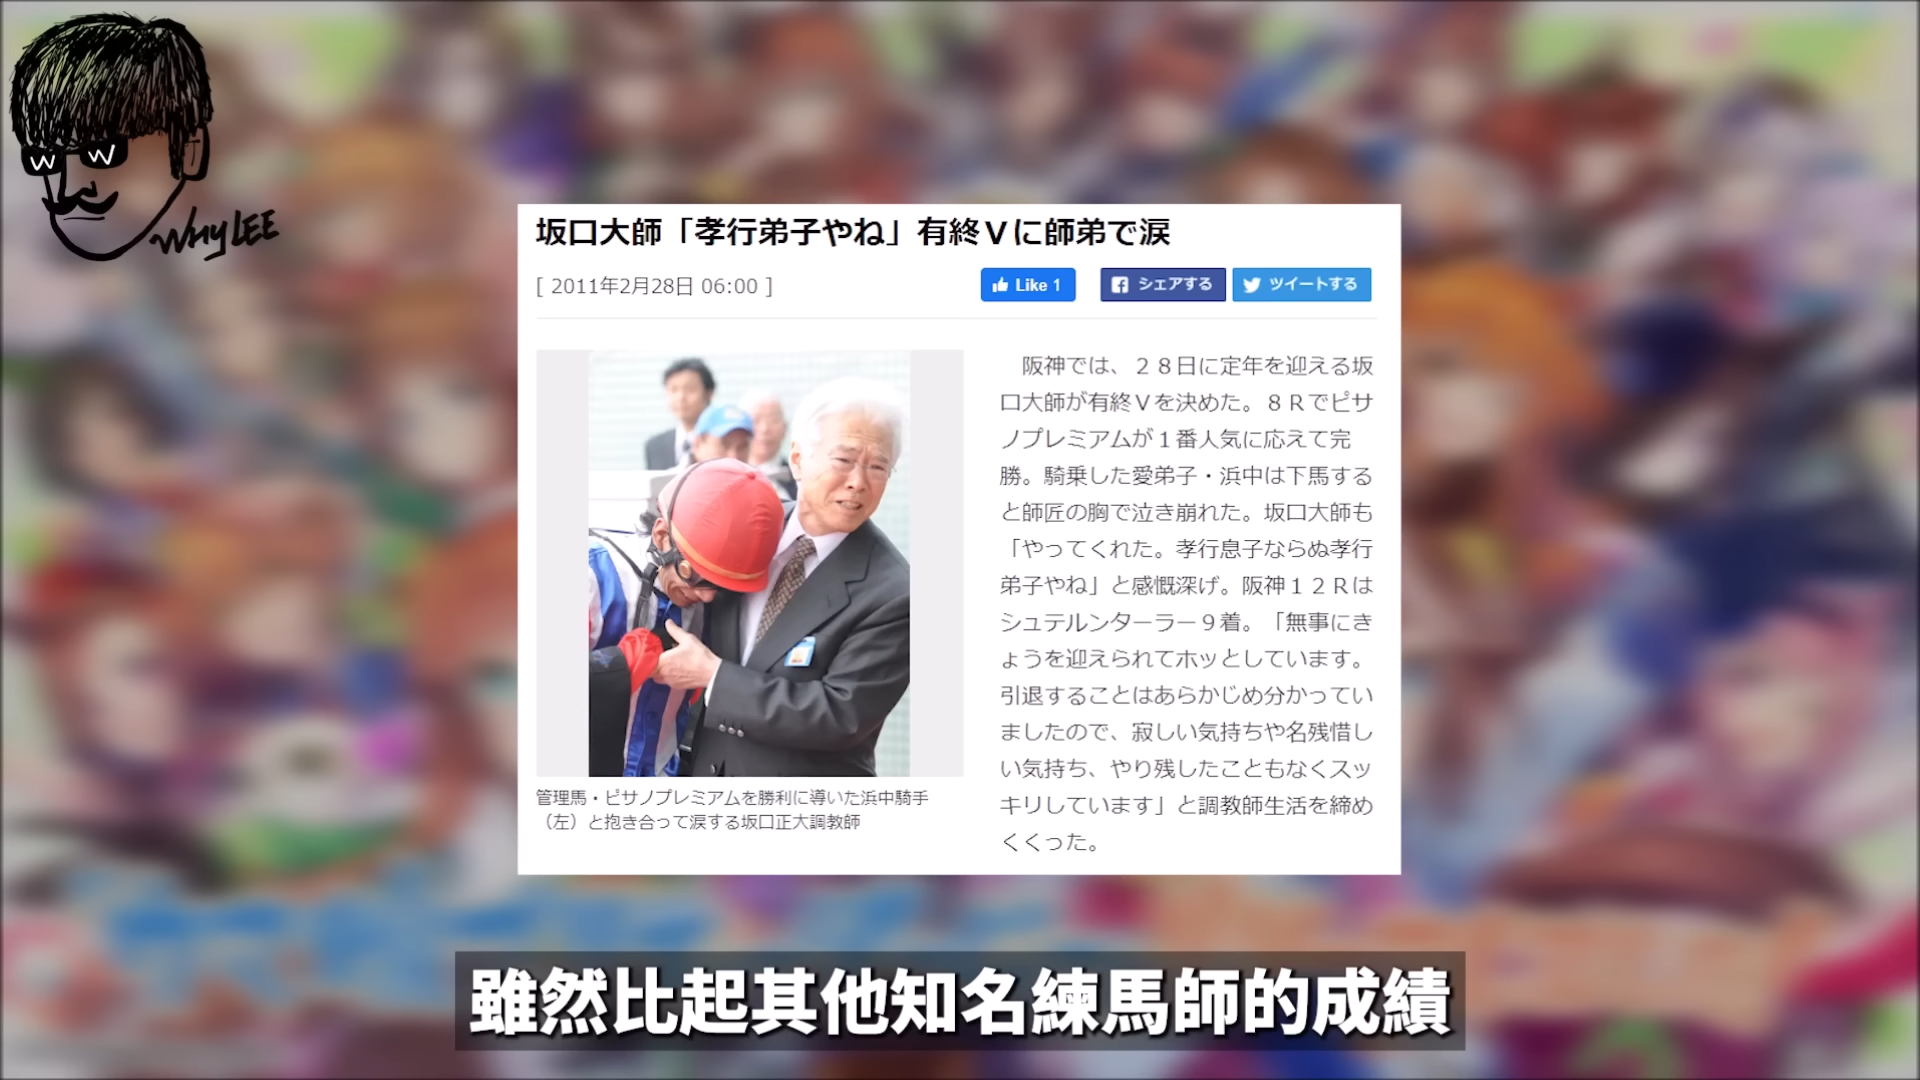 W W
WHYLEE
坂口大師「孝行弟子やね」有終Ⅴに師弟で涙
[ 2011年2月28日 06:00 ]
Like 1
シェアする
ツイートする
阪神では、２８日に定年を迎える坂
口大師が有終Ｖを決めた。８Ｒでピサ
ノプレミアムが１番人気に応えて完
勝。騎乗した愛弟子・浜中は下馬する
と師匠の胸で泣き崩れた。坂口大師も
「やってくれた。孝行息子ならぬ孝行
弟子やね」と感慨深げ。阪神１２Ｒは
シュテルンターラー９着。「無事にき
ょうを迎えられてホッとしています。
引退することはあらかじめ分かってい
ましたので、寂しい気持ちや名残惜し
い気持ち、やり残したこともなくスッ
キリしています」と調教師生活を締め
くくった。
管理馬・ピサノプレミアムを勝利に導いた浜中騎手
（左）と抱き合って涙する坂口正大調教師
雖然比起其他知名練馬師的成績